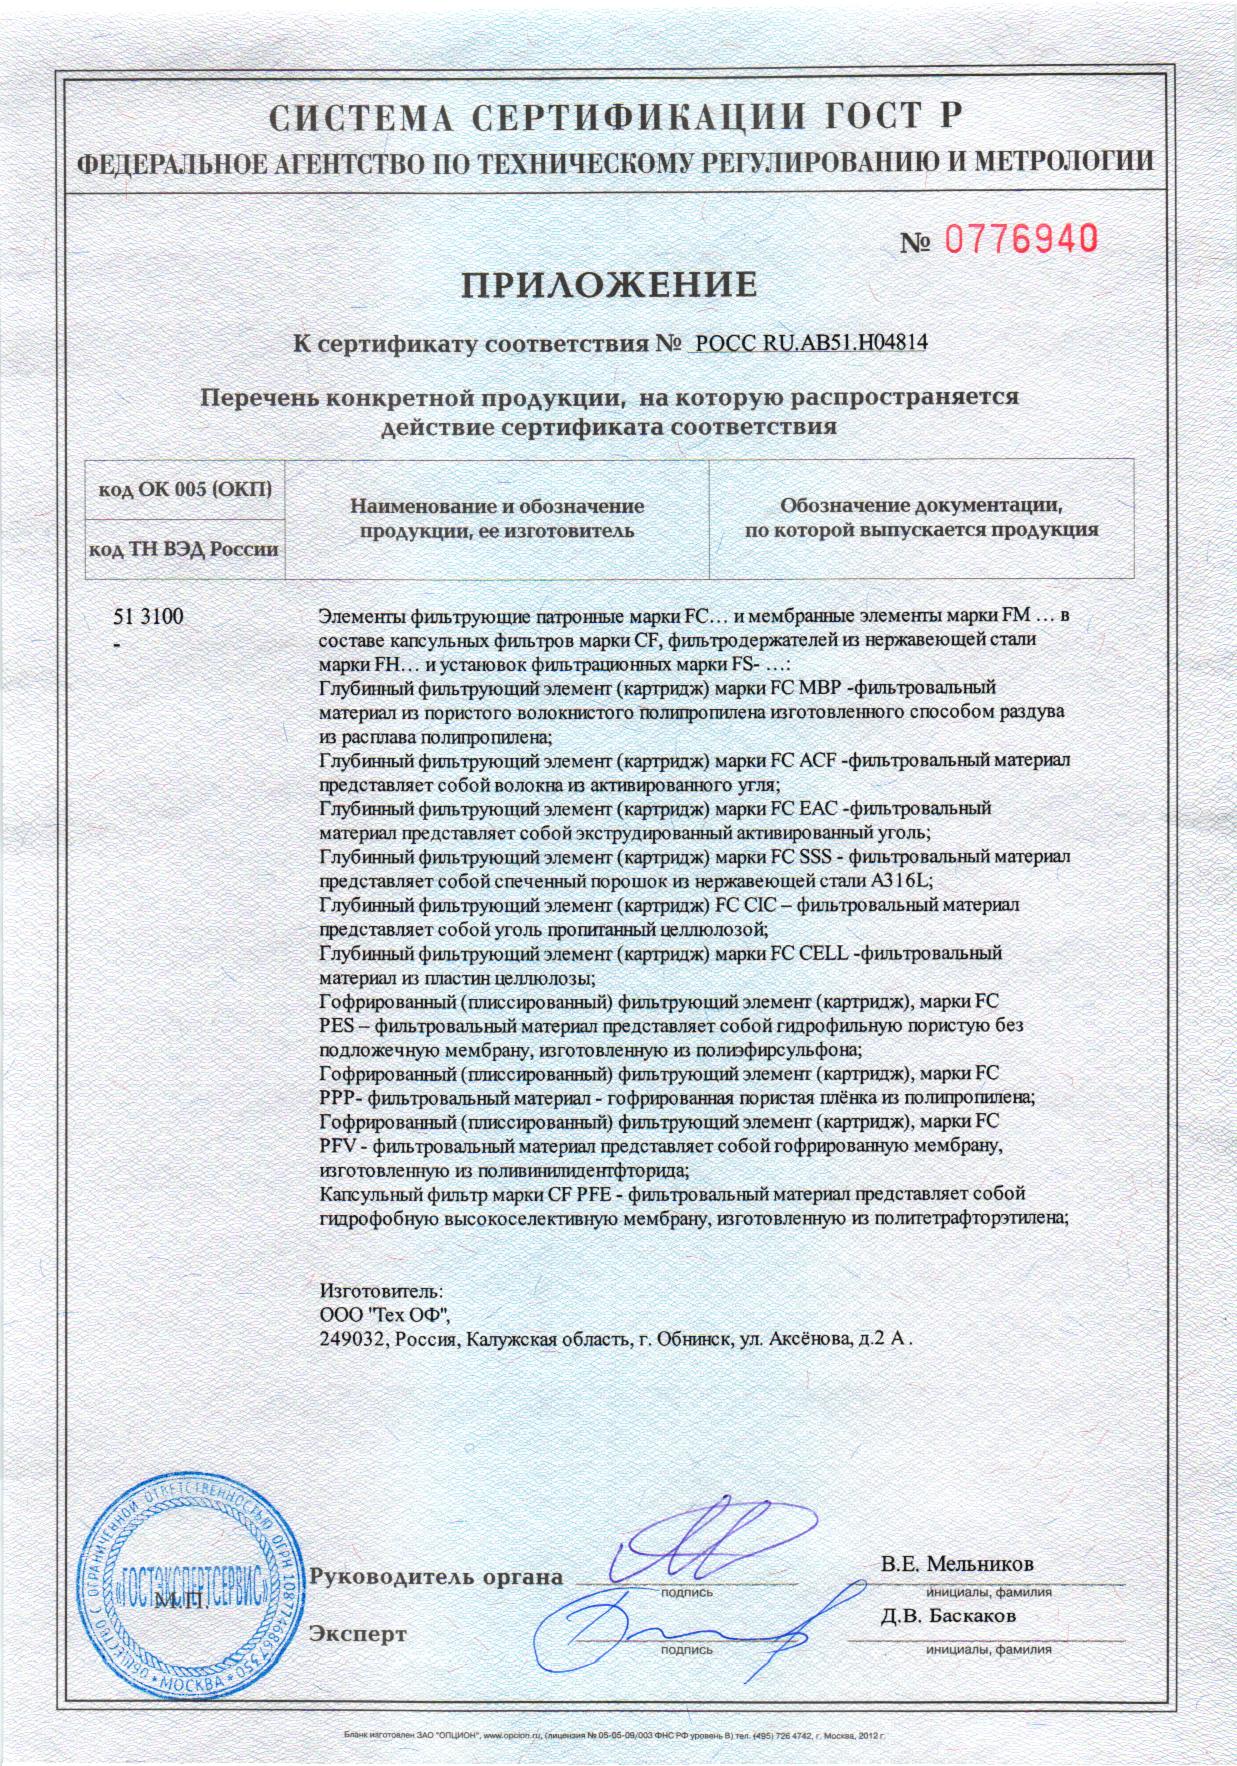 СИСТЕМА СЕРТИФИКАЦИИ ГОСТ Р
ФЕДЕРАЛЬНОЕ АГЕНТСТВО ПО ТЕХНИЧЕСКОМУ РЕГУЛИРОВАНИЮ И МЕТРОЛОГИИ
№ 0776940
ПРИЛОЖЕНИЕ
К сертификату соответствия № РОСС RU.АВ51.Н04814
Перечень конкретной продукции, на которую распространяется
действие сертификата соответствия
код ОК 005 (ОКП)
код ТН ВЭД России
Наименование и обозначение
продукции, ее изготовитель
Обозначение документации,
по которой выпускается продукция
51 3100
-
Элементы фильтрующие патронные марки FC… и мембранные элементы марки FM … в
составе капсульных фильтров марки CF, фильтродержателей из нержавеющей стали
марки FH… и установок фильтрационных марки FS- …:
Глубинный фильтрующий элемент (картридж) марки FC MBP -фильтровальный
материал из пористого волокнистого полипропилена изготовленного способом раздува
из расплава полипропилена;
Глубинный фильтрующий элемент (картридж) марки FC ACF -фильтровальный материал
представляет собой волокна из активированного угля;
Глубинный фильтрующий элемент (картридж) марки FC EAC -фильтровальный
материал представляет собой экструдированный активированный уголь;
Глубинный фильтрующий элемент (картридж) марки FC SSS - фильтровальный материал
представляет собой спеченный порошок из нержавеющей стали A316L;
Глубинный фильтрующий элемент (картридж) FC CIC – фильтровальный материал
представляет собой уголь пропитанный целлюлозой;
Глубинный фильтрующий элемент (картридж) марки FC CELL -фильтровальный
материал из пластин целлюлозы;
Гофрированный (плиссированный) фильтрующий элемент (картридж), марки FC
PES – фильтровальный материал представляет собой гидрофильную пористую без
подложечную мембрану, изготовленную из полиэфирсульфона;
Гофрированный (плиссированный) фильтрующий элемент (картридж), марки FC
PPP- фильтровальный материал - гофрированная пористая плёнка из полипропилена;
Гофрированный (плиссированный) фильтрующий элемент (картридж), марки FC
PFV - фильтровальный материал представляет собой гофрированную мембрану,
изготовленную из поливинилидентфторида;
Капсульный фильтр марки CF PFE - фильтровальный материал представляет собой
гидрофобную высокоселективную мембрану, изготовленную из политетрафторэтилена;
Изготовитель:
ООО "Тех ОФ",
249032, Россия, Калужская область, г. Обнинск, ул. Аксёнова, д.2 А .
ОБЩЕСТВО С ОГРАНИЧЕННОЙ ОТВЕТСТВЕННОСТЬЮ ОГРН
* МОСКВА *
«ГОСТЭКСПЕРТСЕРВИС»
М.П.
Руководитель органа
подпись
В.Е. Мельников
инициалы, фамилия
Эксперт
подпись
Д.В. Баскаков
инициалы, фамилия
Бланк изготовлен ЗАО "ОПЦИОН", www.opcion.ru, (лицензия № 05-05-09/003 ФНС РФ уровень В) тел. (495) 726 4742, г. Москва, 2012 г.